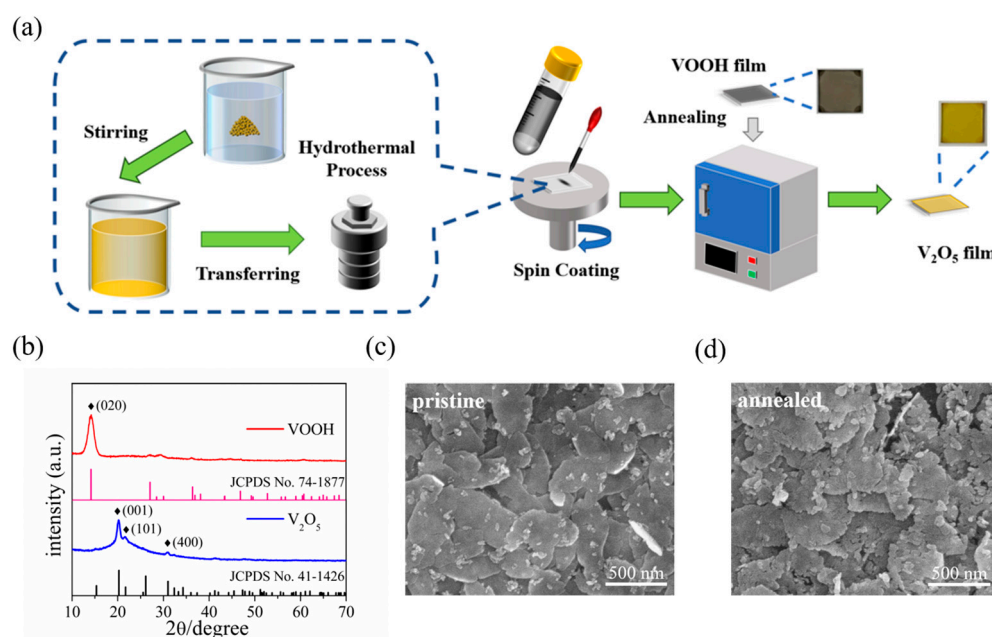 (a)
VOOH film
Stirring
Annealing
Hydrothermal
Process
Transferring
Spin Coating
V₂O₅ film
(b)
(c)
(d)
♦(020)
VOOH
JCPDS No. 74-1877
♦(001)
♦(101)
V₂O₅
♦(400)
JCPDS No. 41-1426
10 20 30 40 50 60 70
2θ/degree
intensity (a.u.)
pristine
500 nm
annealed
500 nm